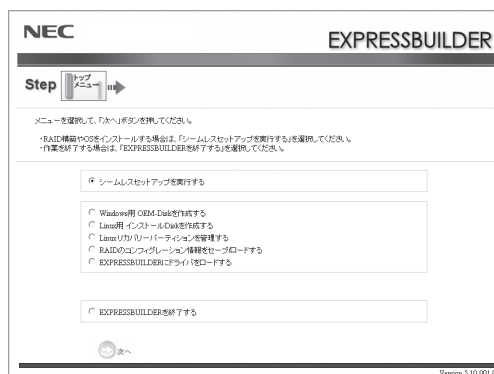 NEC
EXPRESSBUILDER
Step トップメニュー
メニューを選択して、「次へ」ボタンを押してください。
・RAID構築やOSをインストールする場合は、「シームレスセットアップを実行する」を選択してください。
・作業を終了する場合は、「EXPRESSBUILDERを終了する」を選択してください。
シームレスセットアップを実行する
Windows用 OEM-Diskを作成する
Linux用 インストールDiskを作成する
Linuxリカバリーパーティションを管理する
RAIDのコンフィグレーション情報をセーブ/ロードする
EXPRESSBUILDERにドライバをロードする
EXPRESSBUILDERを終了する
次へ
Version 5.10.001.0